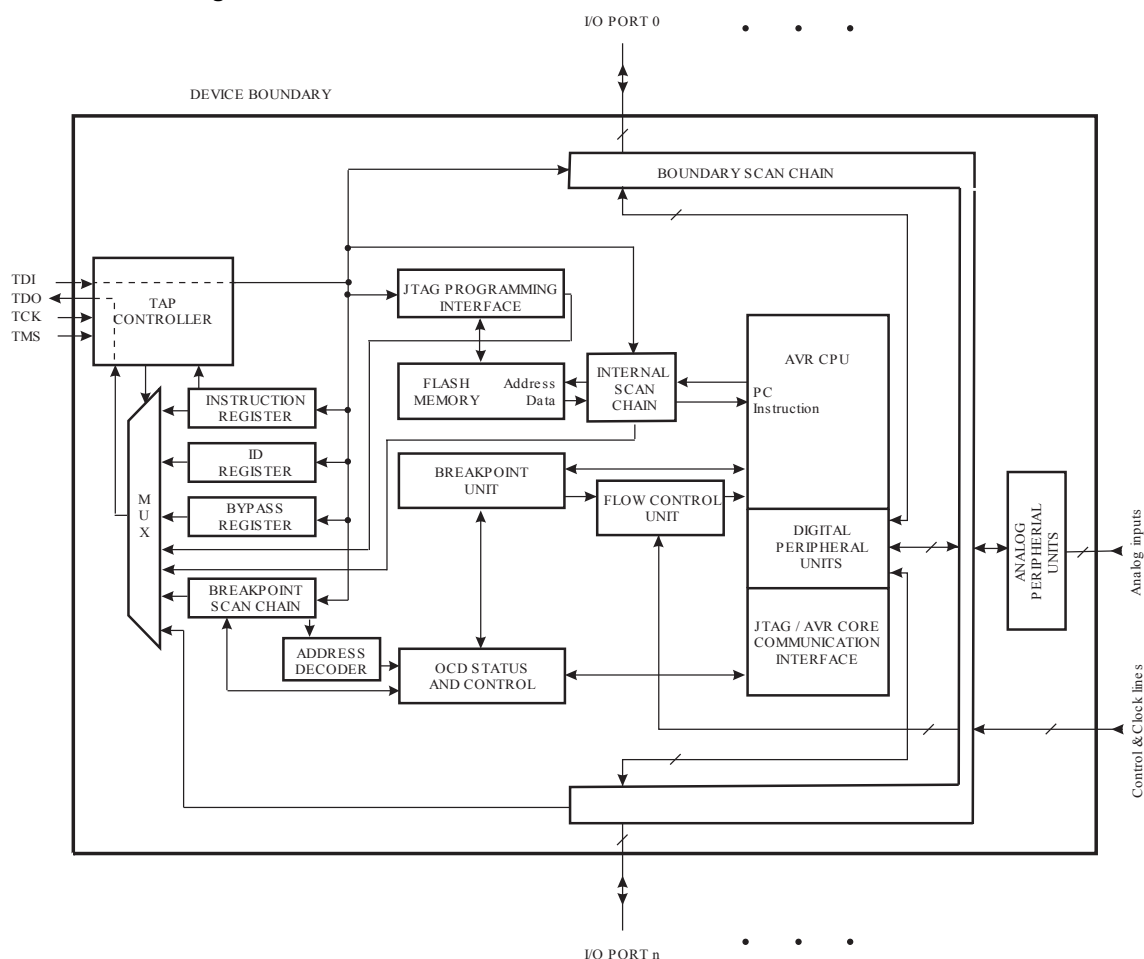 I/O PORT 0
DEVICE BOUNDARY
BOUNDARY SCAN CHAIN
TDI
TDO
TCK
TMS
TAP
CONTROLLER
JTAG PROGRAMMING
INTERFACE
AVR CPU
FLASH
MEMORY
Address
Data
INTERNAL
SCAN
CHAIN
PC
Instruction
INSTRUCTION
REGISTER
ID
REGISTER
BYPASS
REGISTER
M
U
X
BREAKPOINT
UNIT
FLOW CONTROL
UNIT
DIGITAL
PERIPHERAL
UNITS
ANALOG
PERIPHERIAL
UNITS
Analog inputs
BREAKPOINT
SCAN CHAIN
ADDRESS
DECODER
OCD STATUS
AND CONTROL
JTAG / AVR CORE
COMMUNICATION
INTERFACE
Control & Clock lines
I/O PORT n